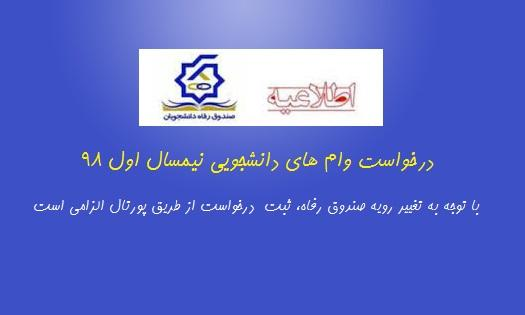 اطلاعیه
صندوق رفاه دانشجویان
درخواست وام های دانشجویی نیمسال اول ۹۸
با توجه به تغییر رویه صندوق رفاه، ثبت درخواست از طریق پورتال الزامی است